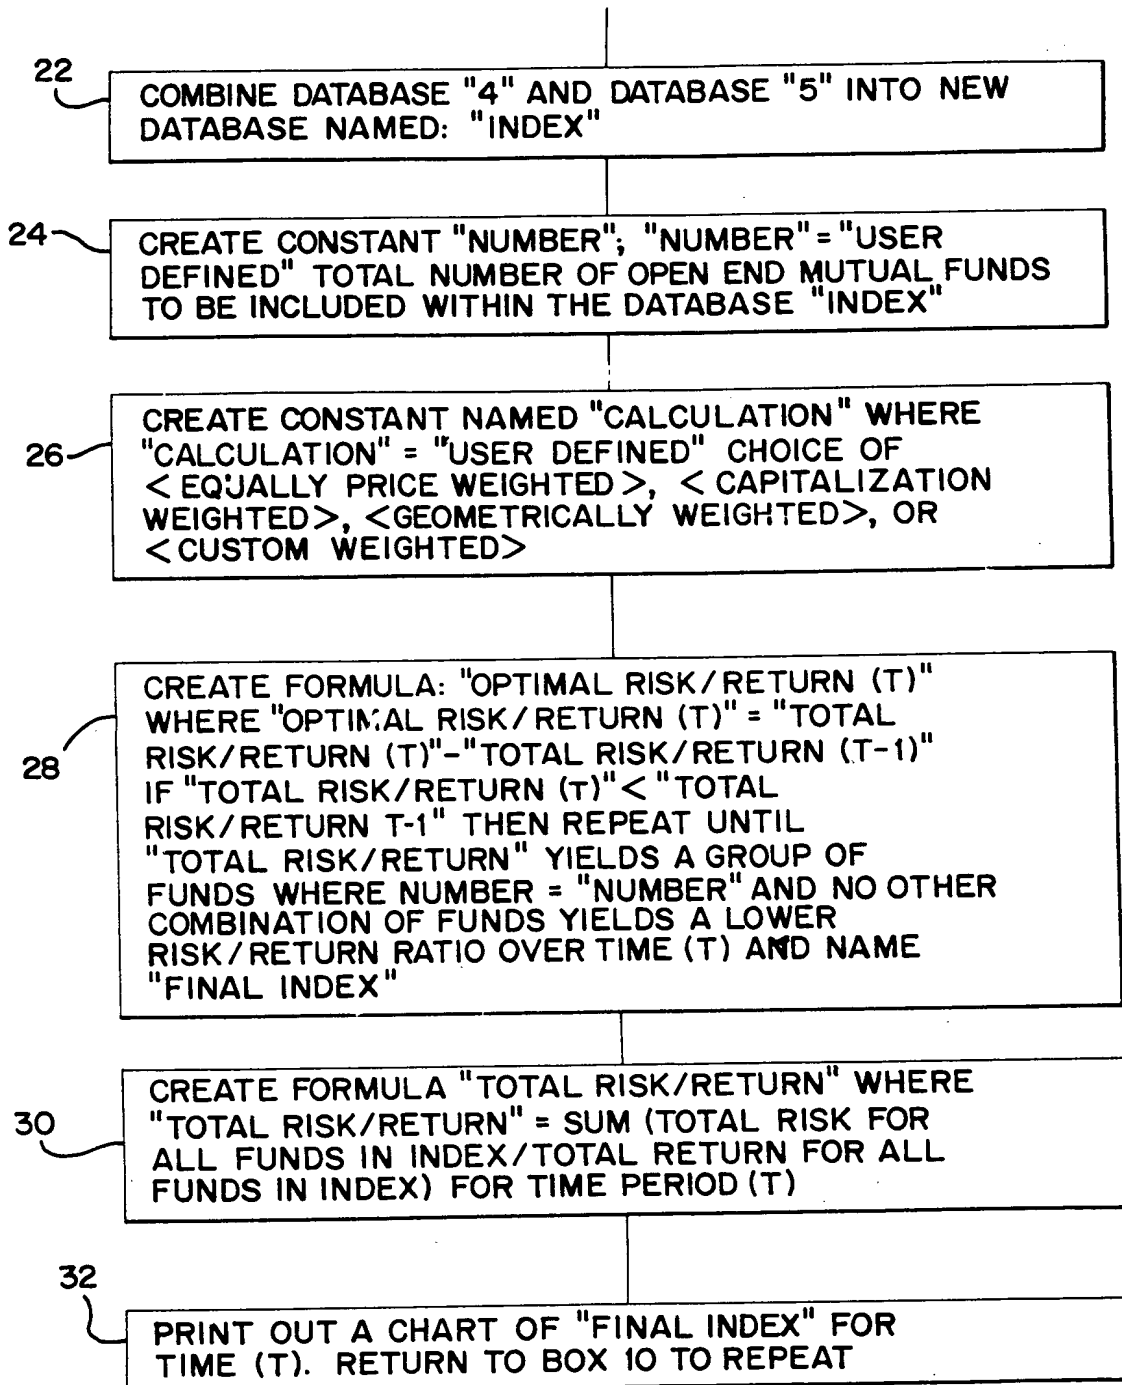 22
COMBINE DATABASE "4" AND DATABASE "5" INTO NEW
DATABASE NAMED: "INDEX"
24
CREATE CONSTANT "NUMBER"; "NUMBER"="USER
DEFINED" TOTAL NUMBER OF OPEN END MUTUAL FUNDS
TO BE INCLUDED WITHIN THE DATABASE "INDEX"
26
CREATE CONSTANT NAMED "CALCULATION" WHERE
"CALCULATION" = "USER DEFINED" CHOICE OF
<EQUALLY PRICE WEIGHTED>, <CAPITALIZATION
WEIGHTED>, <GEOMETRICALLY WEIGHTED>, OR
<CUSTOM WEIGHTED>
28
CREATE FORMULA: "OPTIMAL RISK/RETURN (T)"
WHERE "OPTIMAL RISK/RETURN (T)" = "TOTAL
RISK/RETURN (T)"-"TOTAL RISK/RETURN (T-1)"
IF "TOTAL RISK/RETURN (T)"< "TOTAL
RISK/RETURN T-1" THEN REPEAT UNTIL
"TOTAL RISK/RETURN" YIELDS A GROUP OF
FUNDS WHERE NUMBER = "NUMBER" AND NO OTHER
COMBINATION OF FUNDS YIELDS A LOWER
RISK/RETURN RATIO OVER TIME (T) AND NAME
"FINAL INDEX"
30
CREATE FORMULA "TOTAL RISK/RETURN" WHERE
"TOTAL RISK/RETURN" = SUM (TOTAL RISK FOR
ALL FUNDS IN INDEX/TOTAL RETURN FOR ALL
FUNDS IN INDEX) FOR TIME PERIOD (T)
32
PRINT OUT A CHART OF "FINAL INDEX" FOR
TIME (T). RETURN TO BOX 10 TO REPEAT